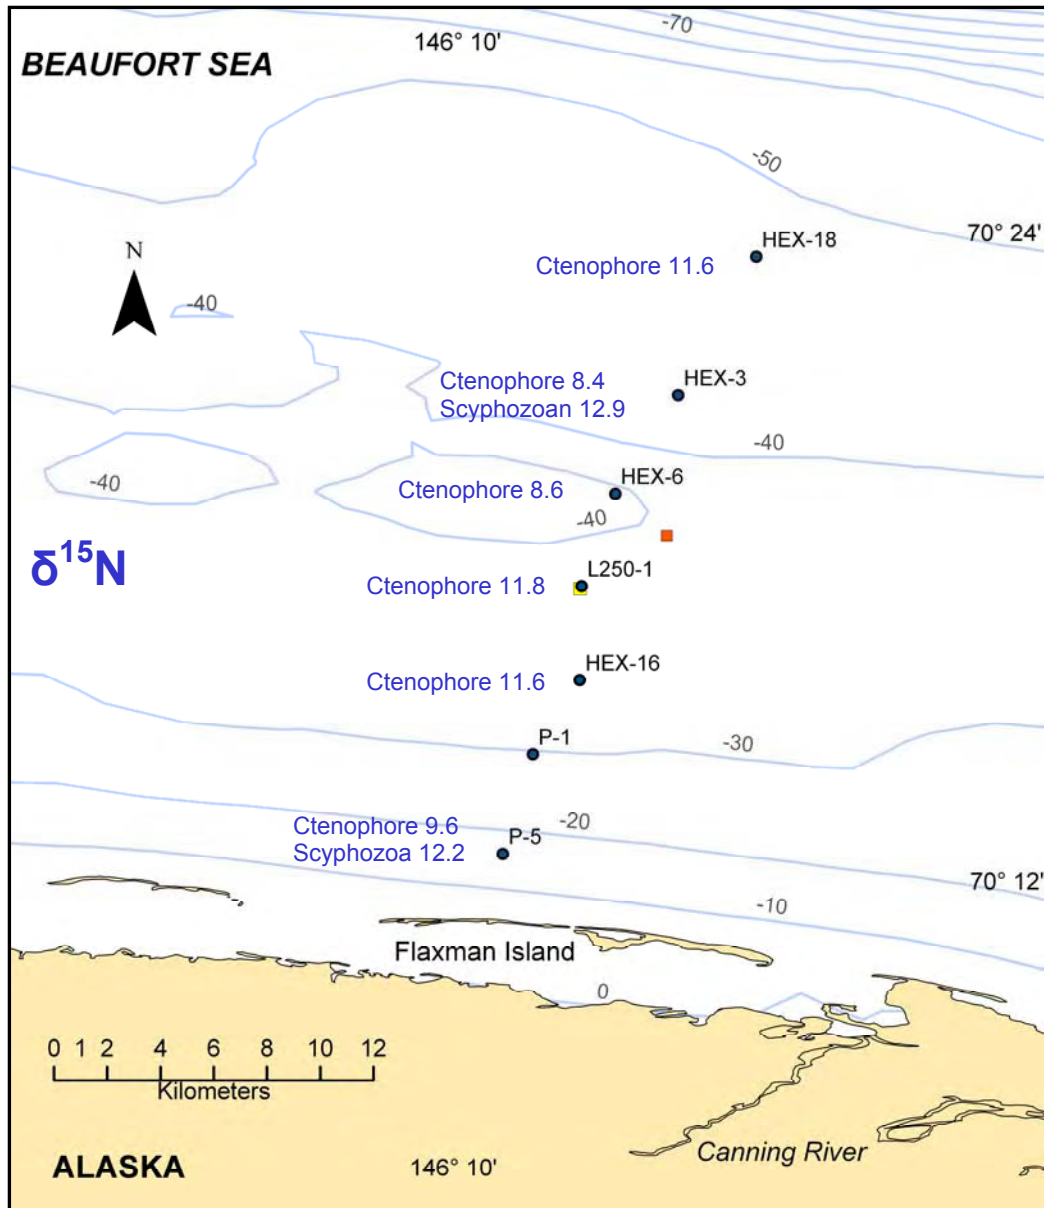 -70
146° 10'
BEAUFORT SEA
-50
70° 24'
HEX-18
Ctenophore 11.6
N
-40
HEX-3
Ctenophore 8.4
Scyphozoan 12.9
-40
HEX-6
-40
Ctenophore 8.6
-40
δ¹⁵N
L250-1
Ctenophore 11.8
HEX-16
Ctenophore 11.6
P-1
-30
-20
Ctenophore 9.6
P-5
Scyphozoa 12.2
70° 12'
-10
Flaxman Island
0
0 1 2 4 6 8 10 12
Kilometers
Canning River
ALASKA
146° 10'